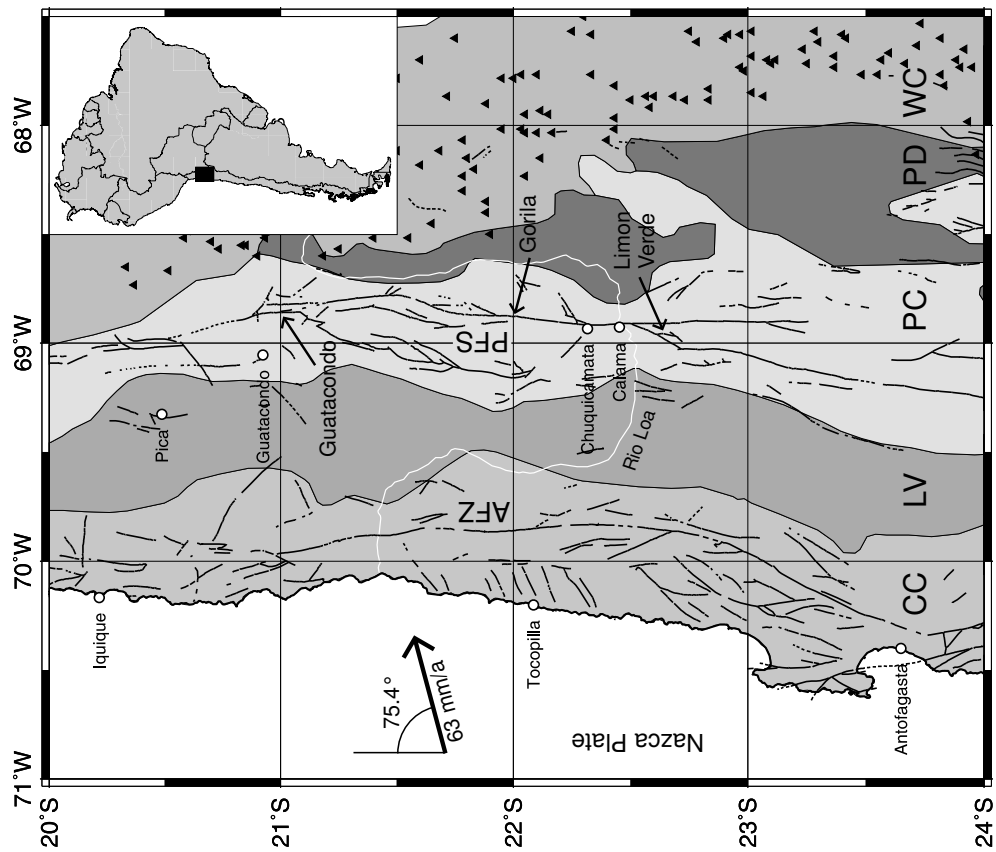 71˚W
70˚W
69˚W
68˚W
20˚S
21˚S
22˚S
23˚S
24˚S
Iquique
Pica
Guatacondo
Guatacondo
Tocopilla
Chuquicamata
Calama
Rio Loa
Gorila
Limon
Verde
Antofagasta
AFZ
PFS
75.4°
63 mm/a
Nazca Plate
CC
LV
PC
PD
WC